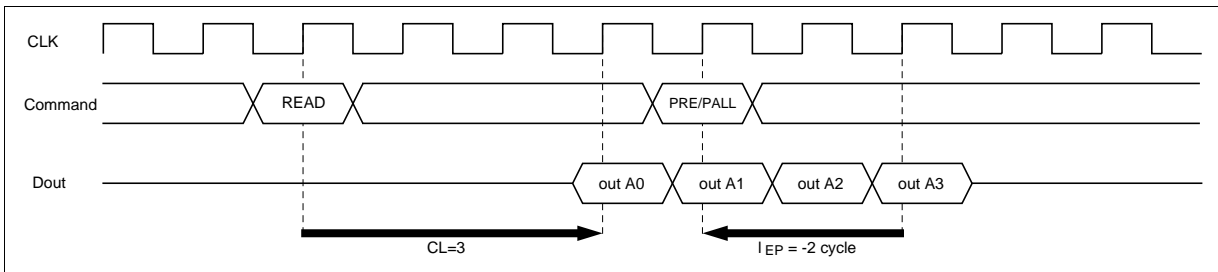 CLK
Command
READ
PRE/PALL
Dout
out A0
out A1
out A2
out A3
CL=3
l EP = -2 cycle